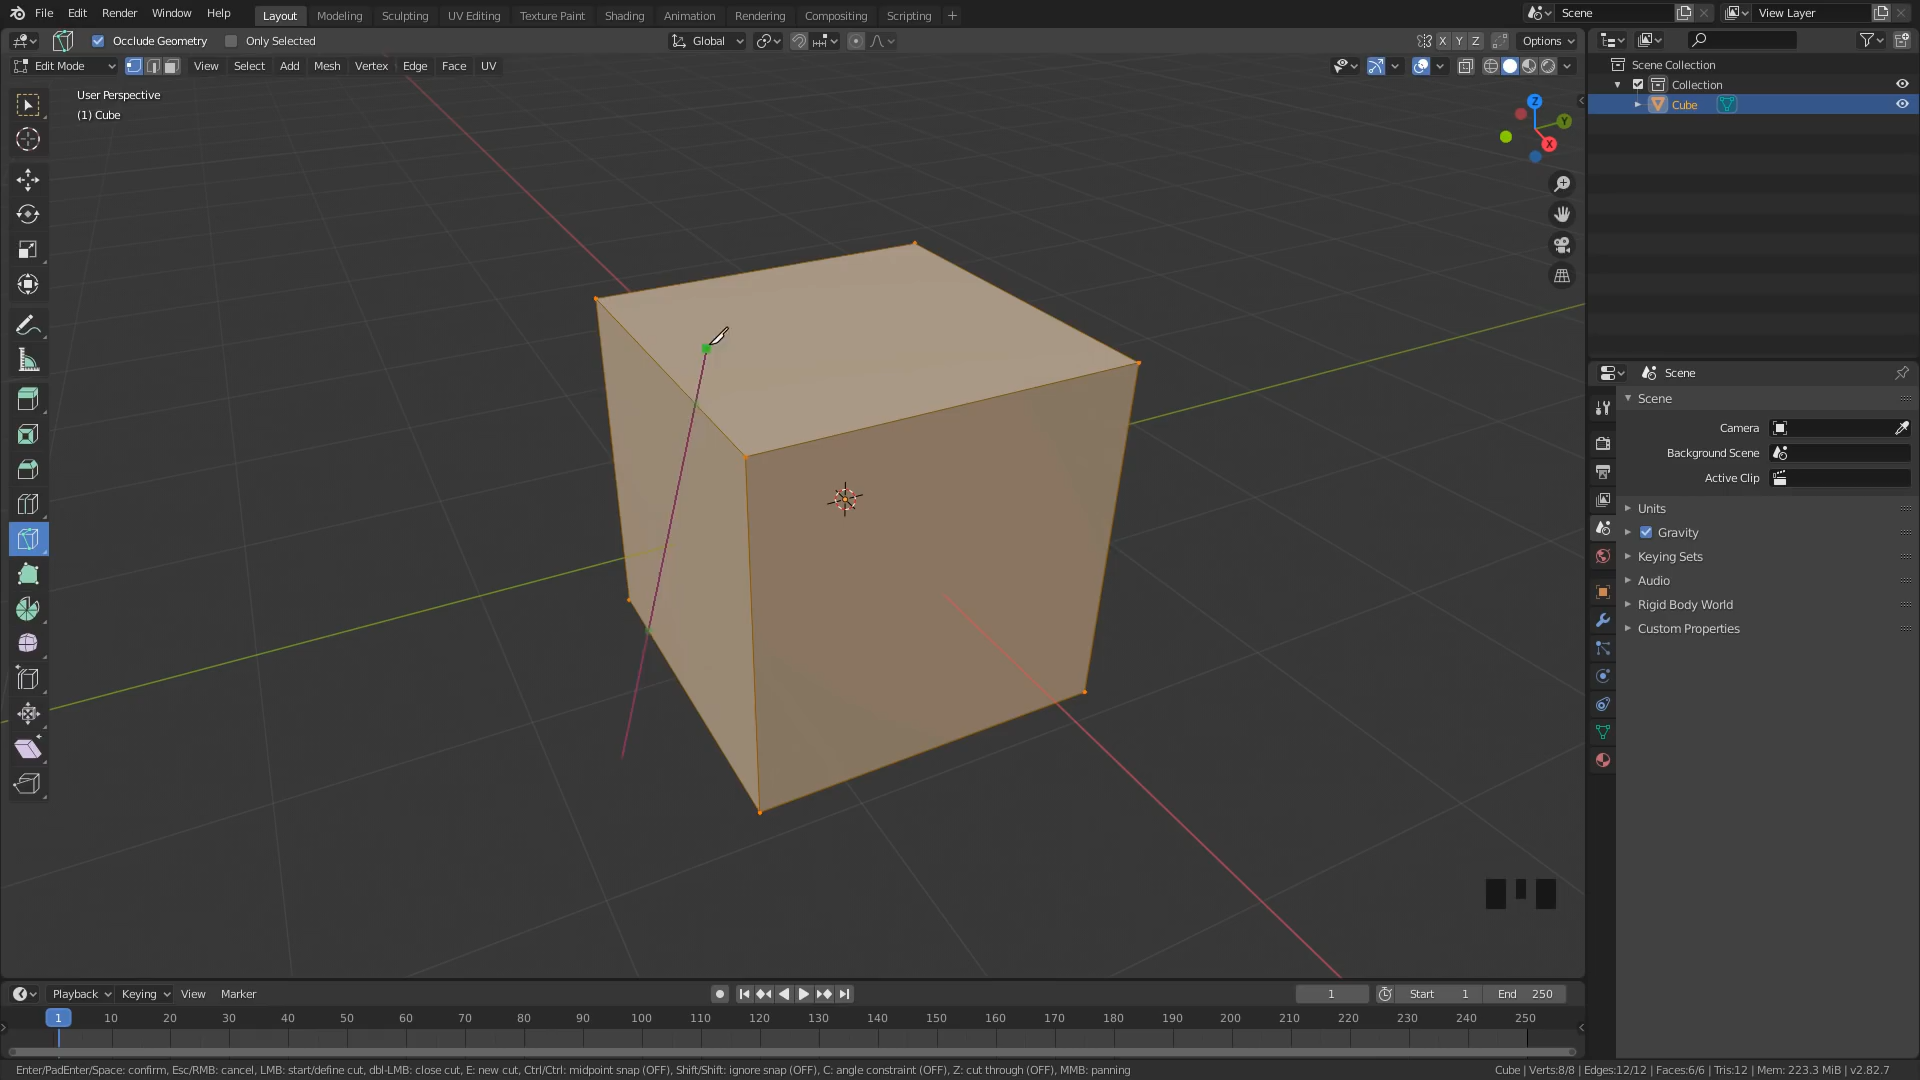 File Edit Render Window Help Layout Modeling Sculpting UV Editing Texture Paint Shading Animation Rendering Compositing Scripting + Scene View Layer
Occlude Geometry Only Selected Global X Y Z Options
Edit Mode View Select Add Mesh Vertex Edge Face UV
User Perspective
(1) Cube
Z
Y
X
Scene Collection
Collection
Cube
Scene
Scene
Camera
Background Scene
Active Clip
Units
Gravity
Keying Sets
Audio
Rigid Body World
Custom Properties
Playback Keying View Marker 1 Start 1 End 250
1 10 20 30 40 50 60 70 80 90 100 110 120 130 140 150 160 170 180 190 200 210 220 230 240 250
Enter/PadEnter/Space: confirm, Esc/RMB: cancel, LMB: start/define cut, dbl-LMB: close cut, E: new cut, Ctrl/Ctrl: midpoint snap (OFF), Shift/Shift: ignore snap (OFF), C: angle constraint (OFF), Z: cut through (OFF), MMB: panning Cube | Verts:8/8 | Edges:12/12 | Faces:6/6 | Tris:12 | Mem: 223.3 MiB | v2.82.7